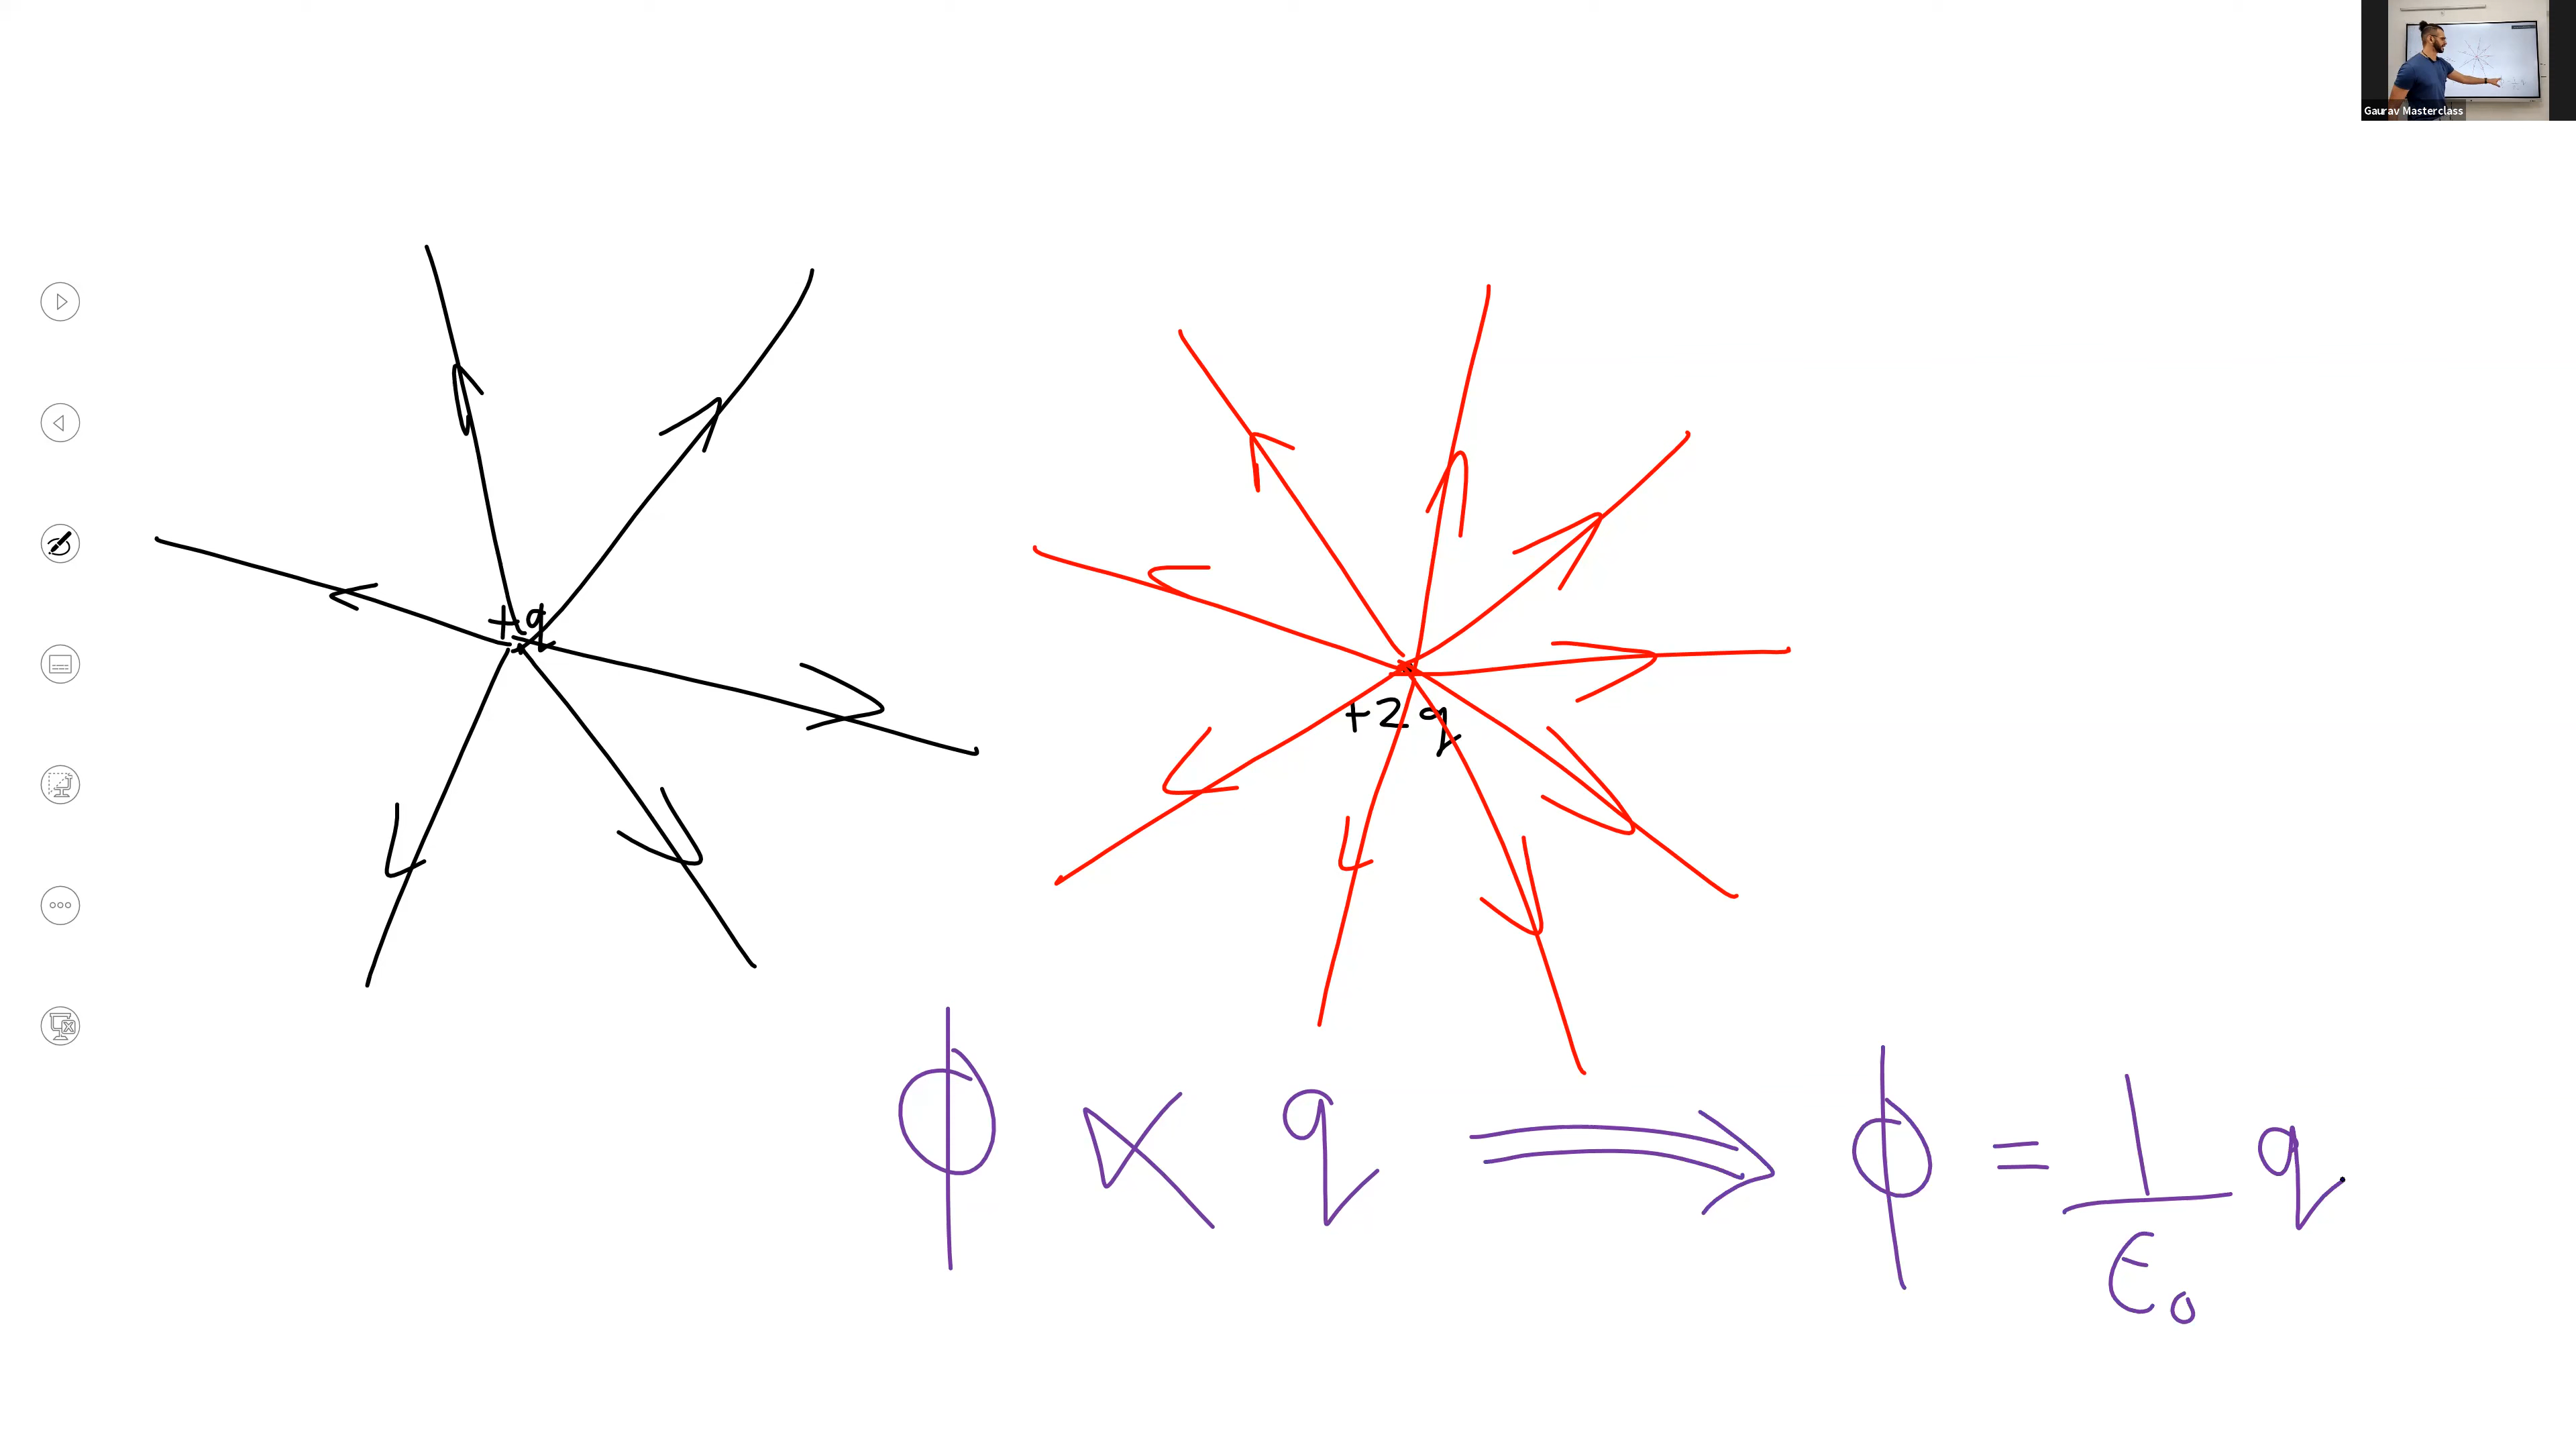 Gaurav Masterclass
+q
+2q
ϕ ∝ q ⟹ ϕ = 1/ε₀ q